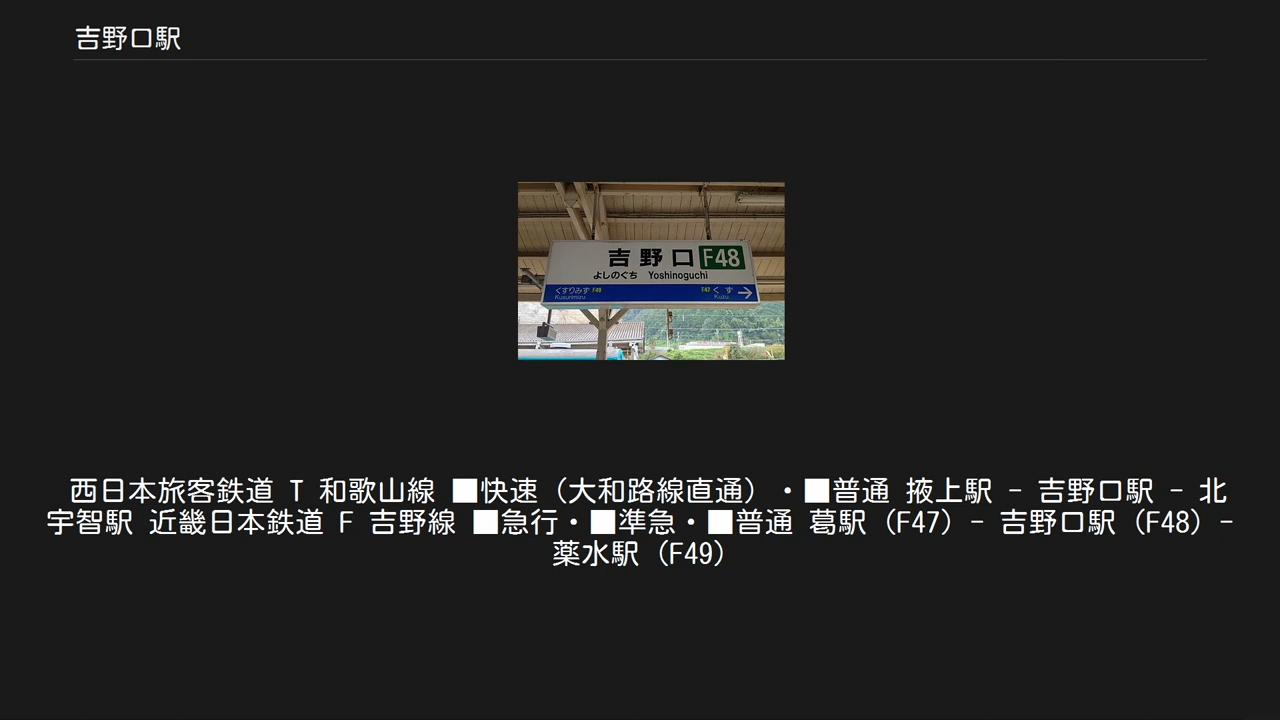 吉野口駅
吉野口 F48
よしのぐち Yoshinoguchi
くすりみず F49 F47 くず
Kusurimizu Kuzu
西日本旅客鉄道 T 和歌山線 ■快速（大和路線直通）・■普通 掖上駅 - 吉野口駅 - 北
宇智駅 近畿日本鉄道 F 吉野線 ■急行・■準急・■普通 葛駅（F47）- 吉野口駅（F48）-
薬水駅（F49）